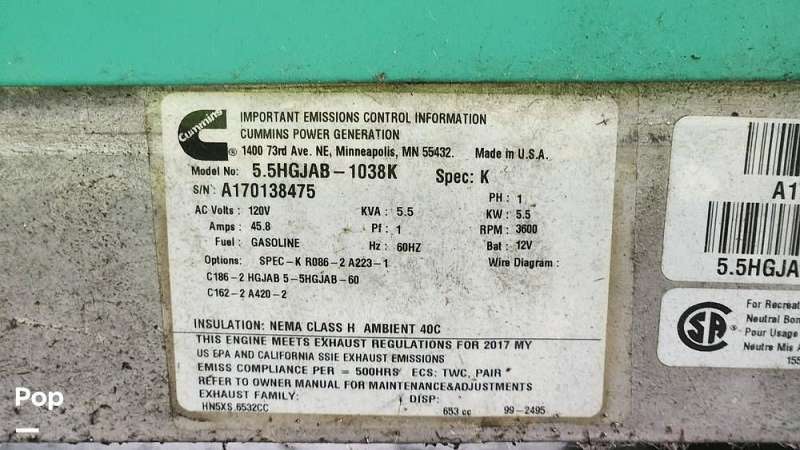 Cummins
IMPORTANT EMISSIONS CONTROL INFORMATION
CUMMINS POWER GENERATION
® 1400 73rd Ave. NE, Minneapolis, MN 55432. Made in U.S.A.
Model No: 5.5HGJAB-1038K Spec: K
S/N: A170138475
PH : 1
AC Volts : 120V KVA : 5.5 KW : 5.5
Amps : 45.8 Pf : 1 RPM : 3600
Fuel : GASOLINE Hz : 60HZ Bat : 12V
Options: SPEC-K R086-2 A223-1 Wire Diagram :
C186-2 HGJAB 5-5HGJAB-60
C162-2 A420-2
INSULATION: NEMA CLASS H AMBIENT 40C
THIS ENGINE MEETS EXHAUST REGULATIONS FOR 2017 MY
US EPA AND CALIFORNIA SSIE EXHAUST EMISSIONS
EMISS COMPLIANCE PER = 500HRS ECS: TWC, PAIR
REFER TO OWNER MANUAL FOR MAINTENANCE&ADJUSTMENTS
EXHAUST FAMILY: DISP:
HN5XS.6532CC 653 cc 99-2495
A1
5.5HGJA
SA ®
For Recreat
Neutral Bon
Pour Usage
Neutre Mis A
155
Pop